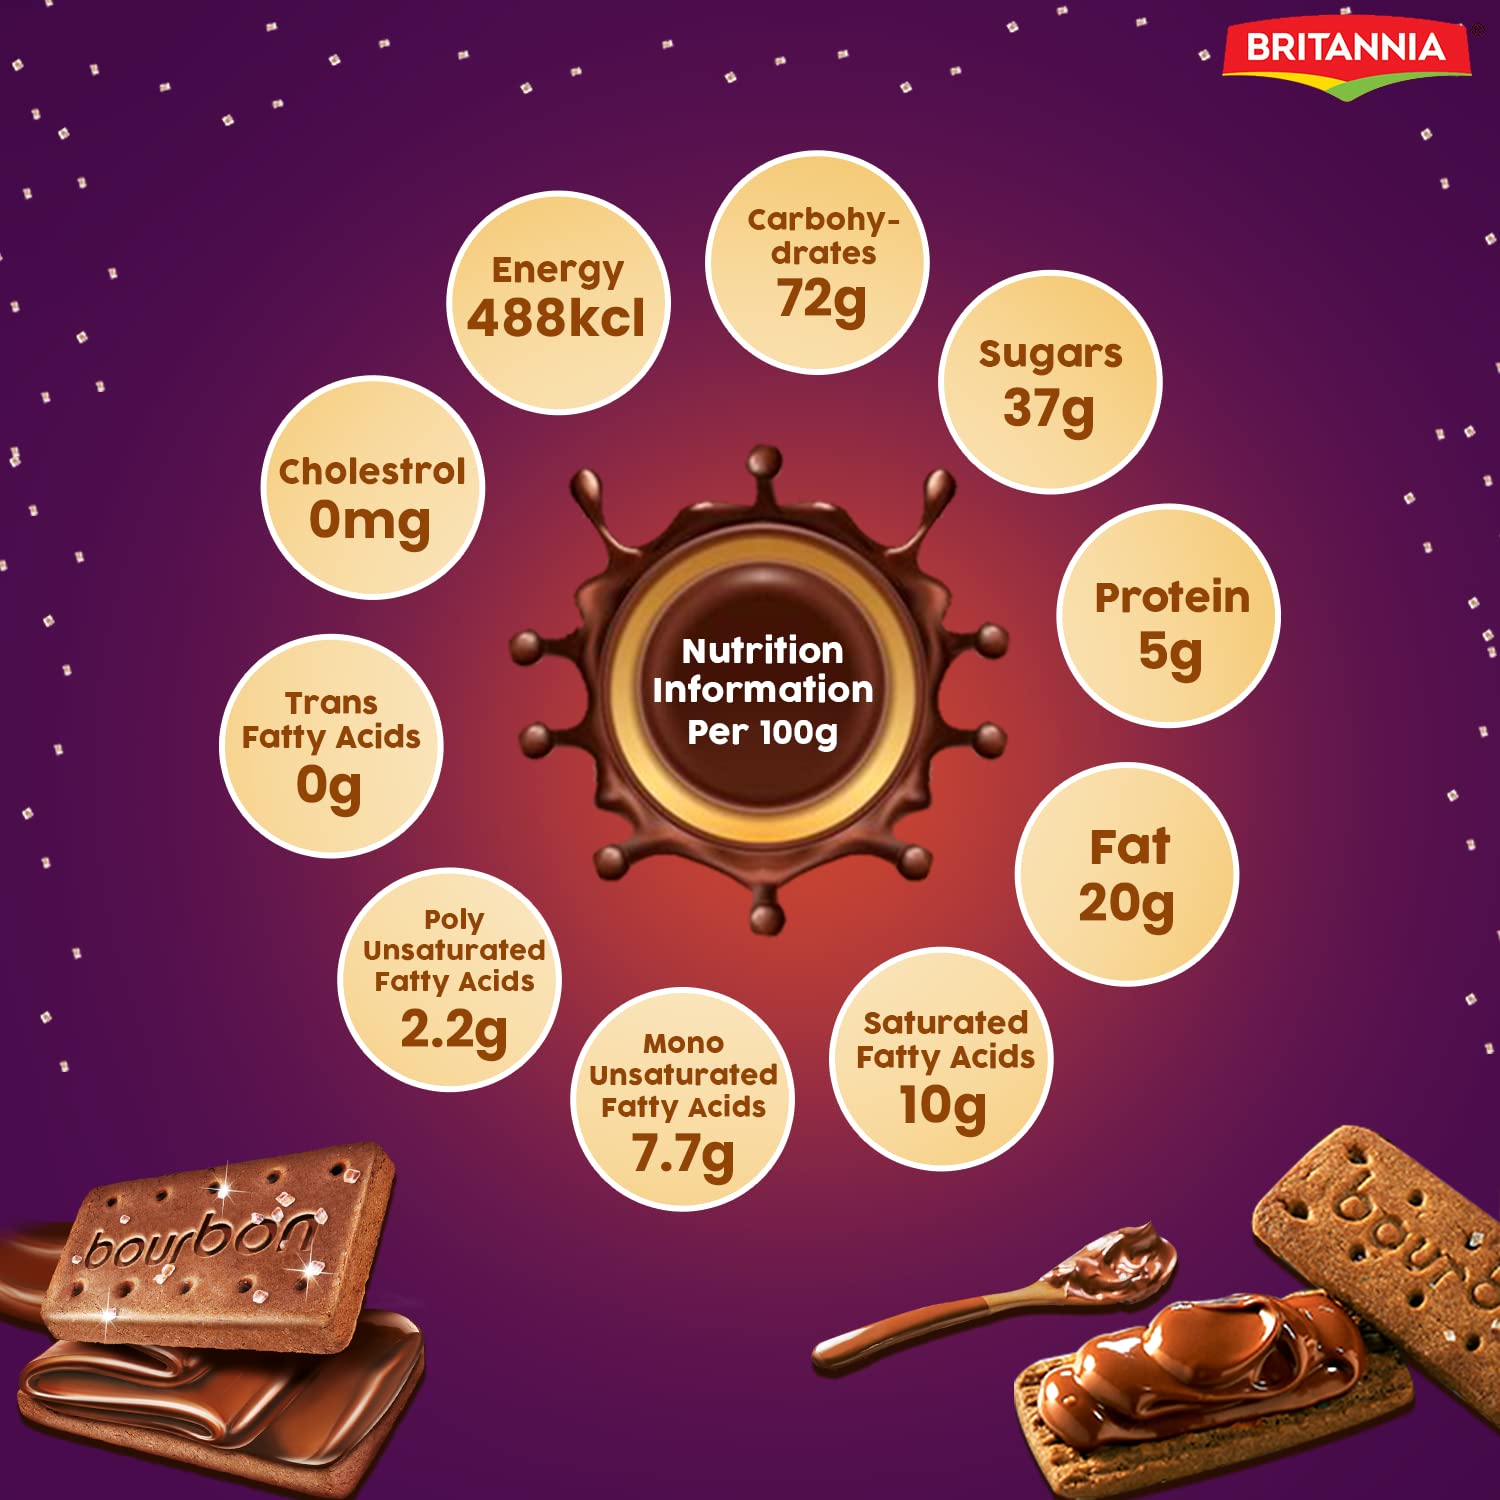 BRITANNIA
®
Carbohy-
drates
72g
Energy
488kcl
Sugars
37g
Cholestrol
0mg
Protein
5g
Nutrition
Information
Per 100g
Trans
Fatty Acids
0g
Fat
20g
Poly
Unsaturated
Fatty Acids
2.2g
Saturated
Fatty Acids
10g
Mono
Unsaturated
Fatty Acids
7.7g
bourbon
bourb